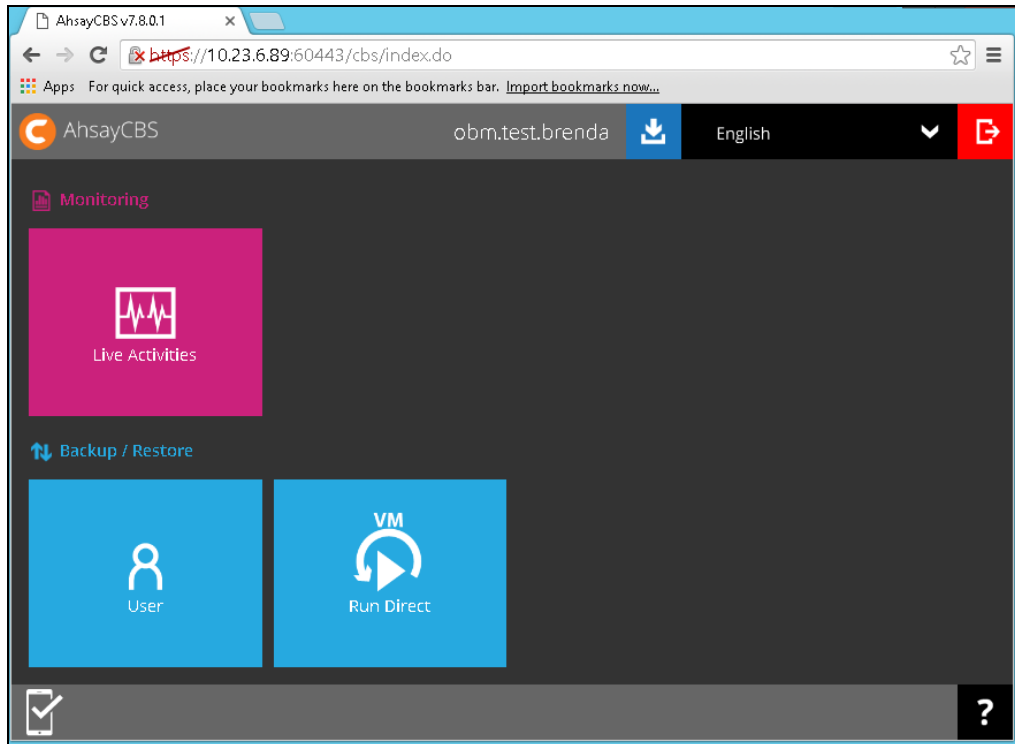 AhsayCBS v7.8.0.1
https://10.23.6.89:60443/cbs/index.do
Apps For quick access, place your bookmarks here on the bookmarks bar. Import bookmarks now...
AhsayCBS obm.test.brenda English
Monitoring
Live Activities
Backup / Restore
VM
User Run Direct
?